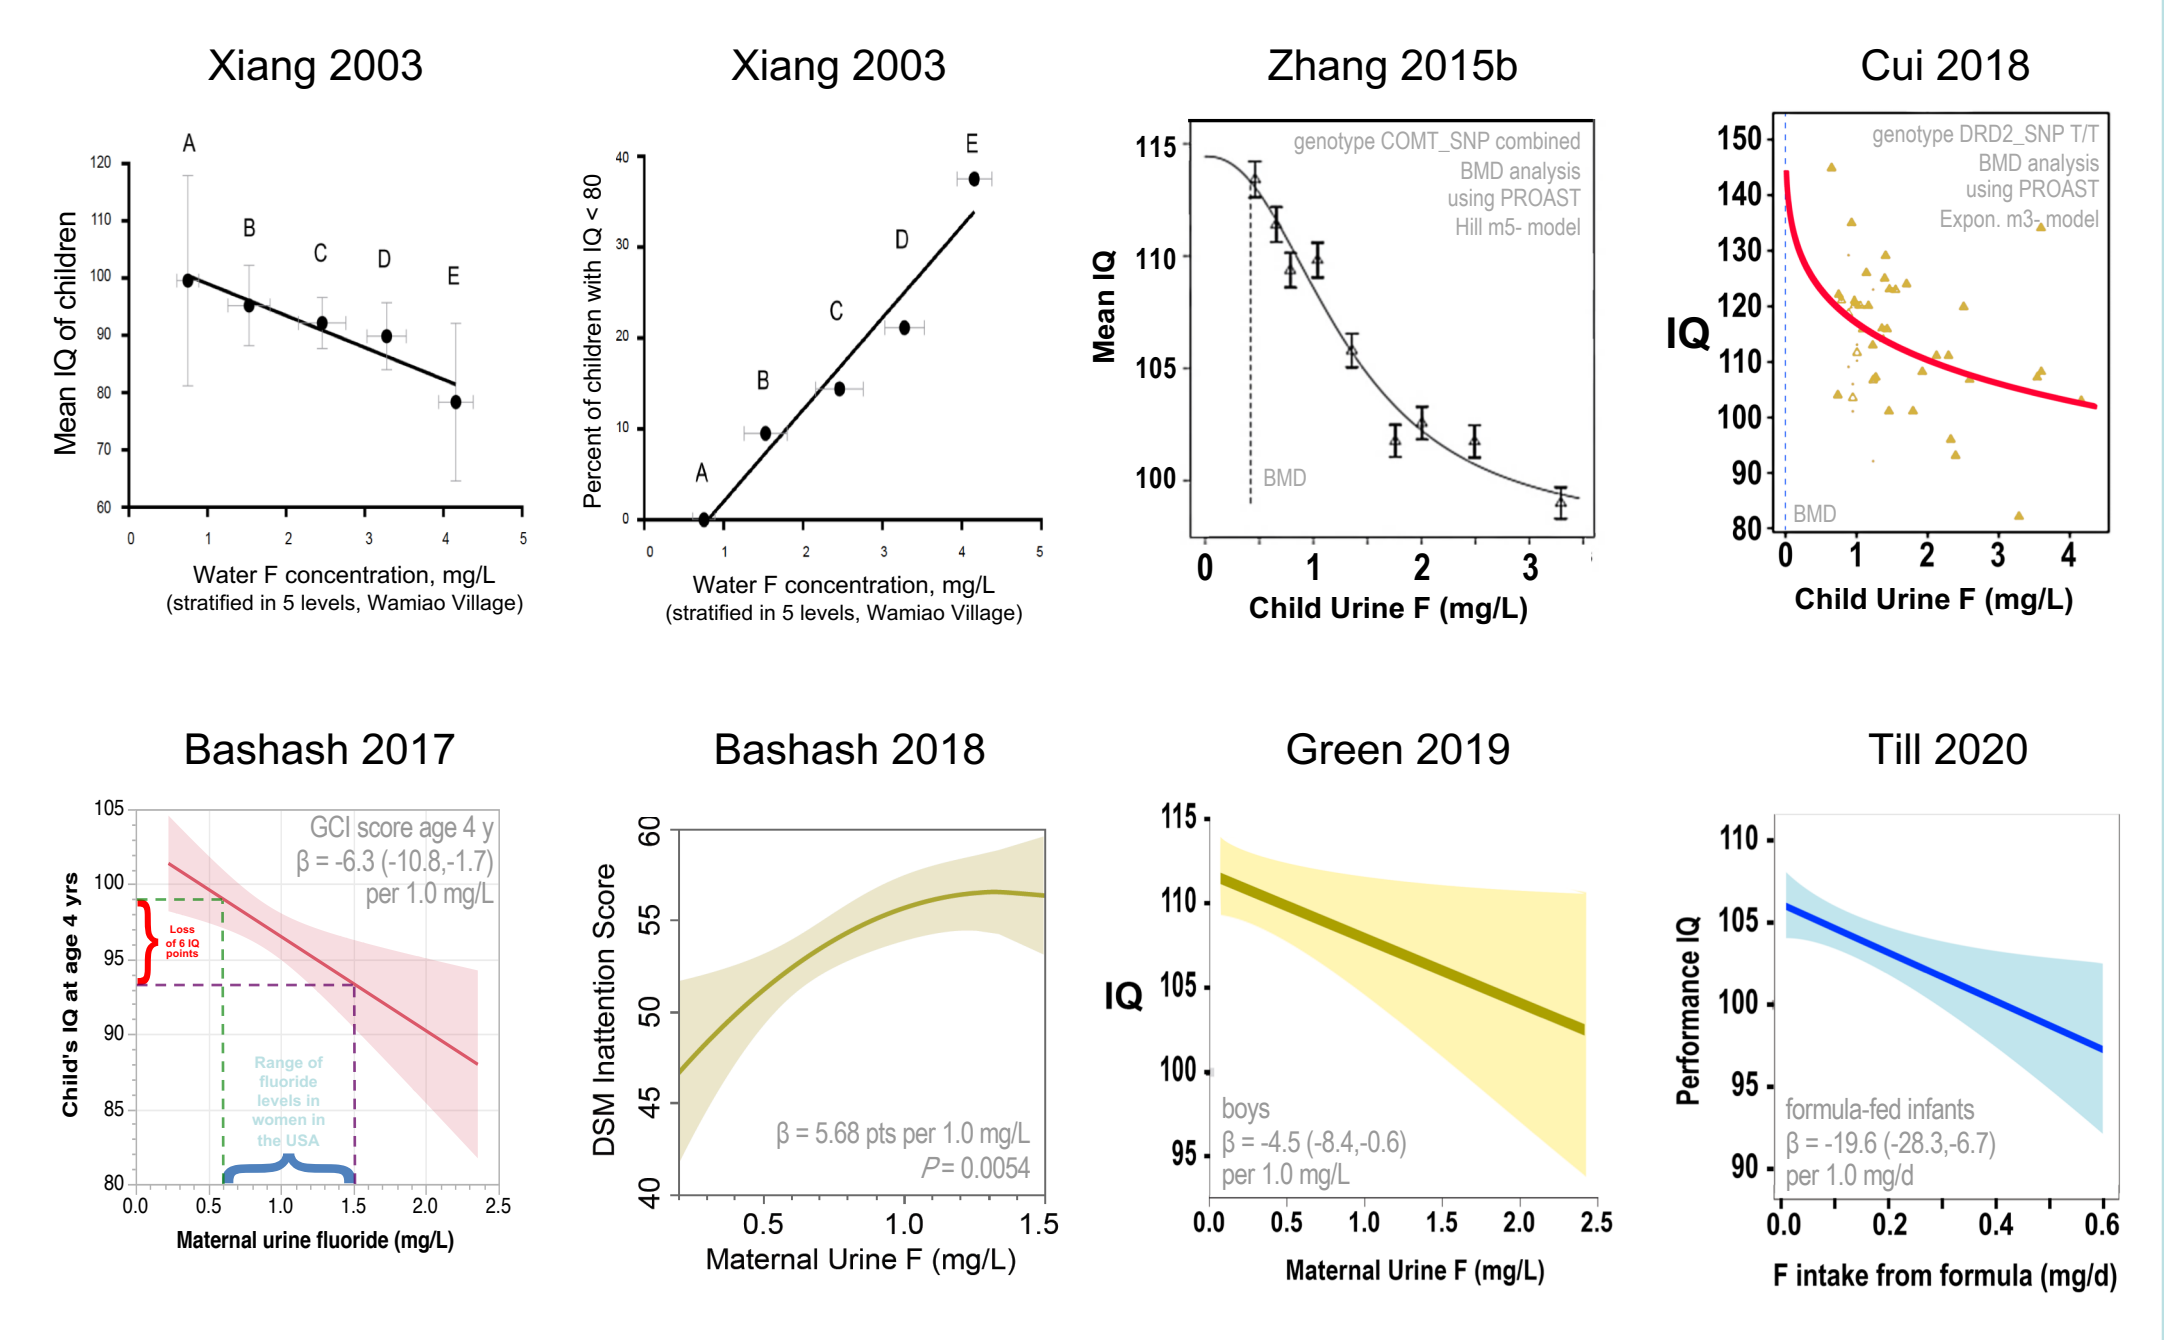 Xiang 2003
Mean IQ of children
120
110
100
90
80
70
60
A
B
C
D
E
0 1 2 3 4 5
Water F concentration, mg/L
(stratified in 5 levels, Wamiao Village)
Xiang 2003
Percent of children with IQ < 80
40
30
20
10
0
A
B
C
D
E
0 1 2 3 4 5
Water F concentration, mg/L
(stratified in 5 levels, Wamiao Village)
Zhang 2015b
Mean IQ
115
110
105
100
genotype COMT_SNP combined
BMD analysis
using PROAST
Hill m5- model
BMD
0 1 2 3
Child Urine F (mg/L)
Cui 2018
IQ
150
140
130
120
110
100
90
80
genotype DRD2_SNP T/T
BMD analysis
using PROAST
Expon. m3- model
BMD
0 1 2 3 4
Child Urine F (mg/L)
Bashash 2017
Child's IQ at age 4 yrs
105
100
95
90
85
80
GCI score age 4 y
β = -6.3 (-10.8,-1.7)
per 1.0 mg/L
Loss
of 6 IQ
points
Range of
fluoride
levels in
women in
the USA
0.0 0.5 1.0 1.5 2.0 2.5
Maternal urine fluoride (mg/L)
Bashash 2018
DSM Inattention Score
60
55
50
45
40
β = 5.68 pts per 1.0 mg/L
P = 0.0054
0.5 1.0 1.5
Maternal Urine F (mg/L)
Green 2019
IQ
115
110
105
100
95
boys
β = -4.5 (-8.4,-0.6)
per 1.0 mg/L
0.0 0.5 1.0 1.5 2.0 2.5
Maternal Urine F (mg/L)
Till 2020
Performance IQ
110
105
100
95
90
formula-fed infants
β = -19.6 (-28.3,-6.7)
per 1.0 mg/d
0.0 0.2 0.4 0.6
F intake from formula (mg/d)